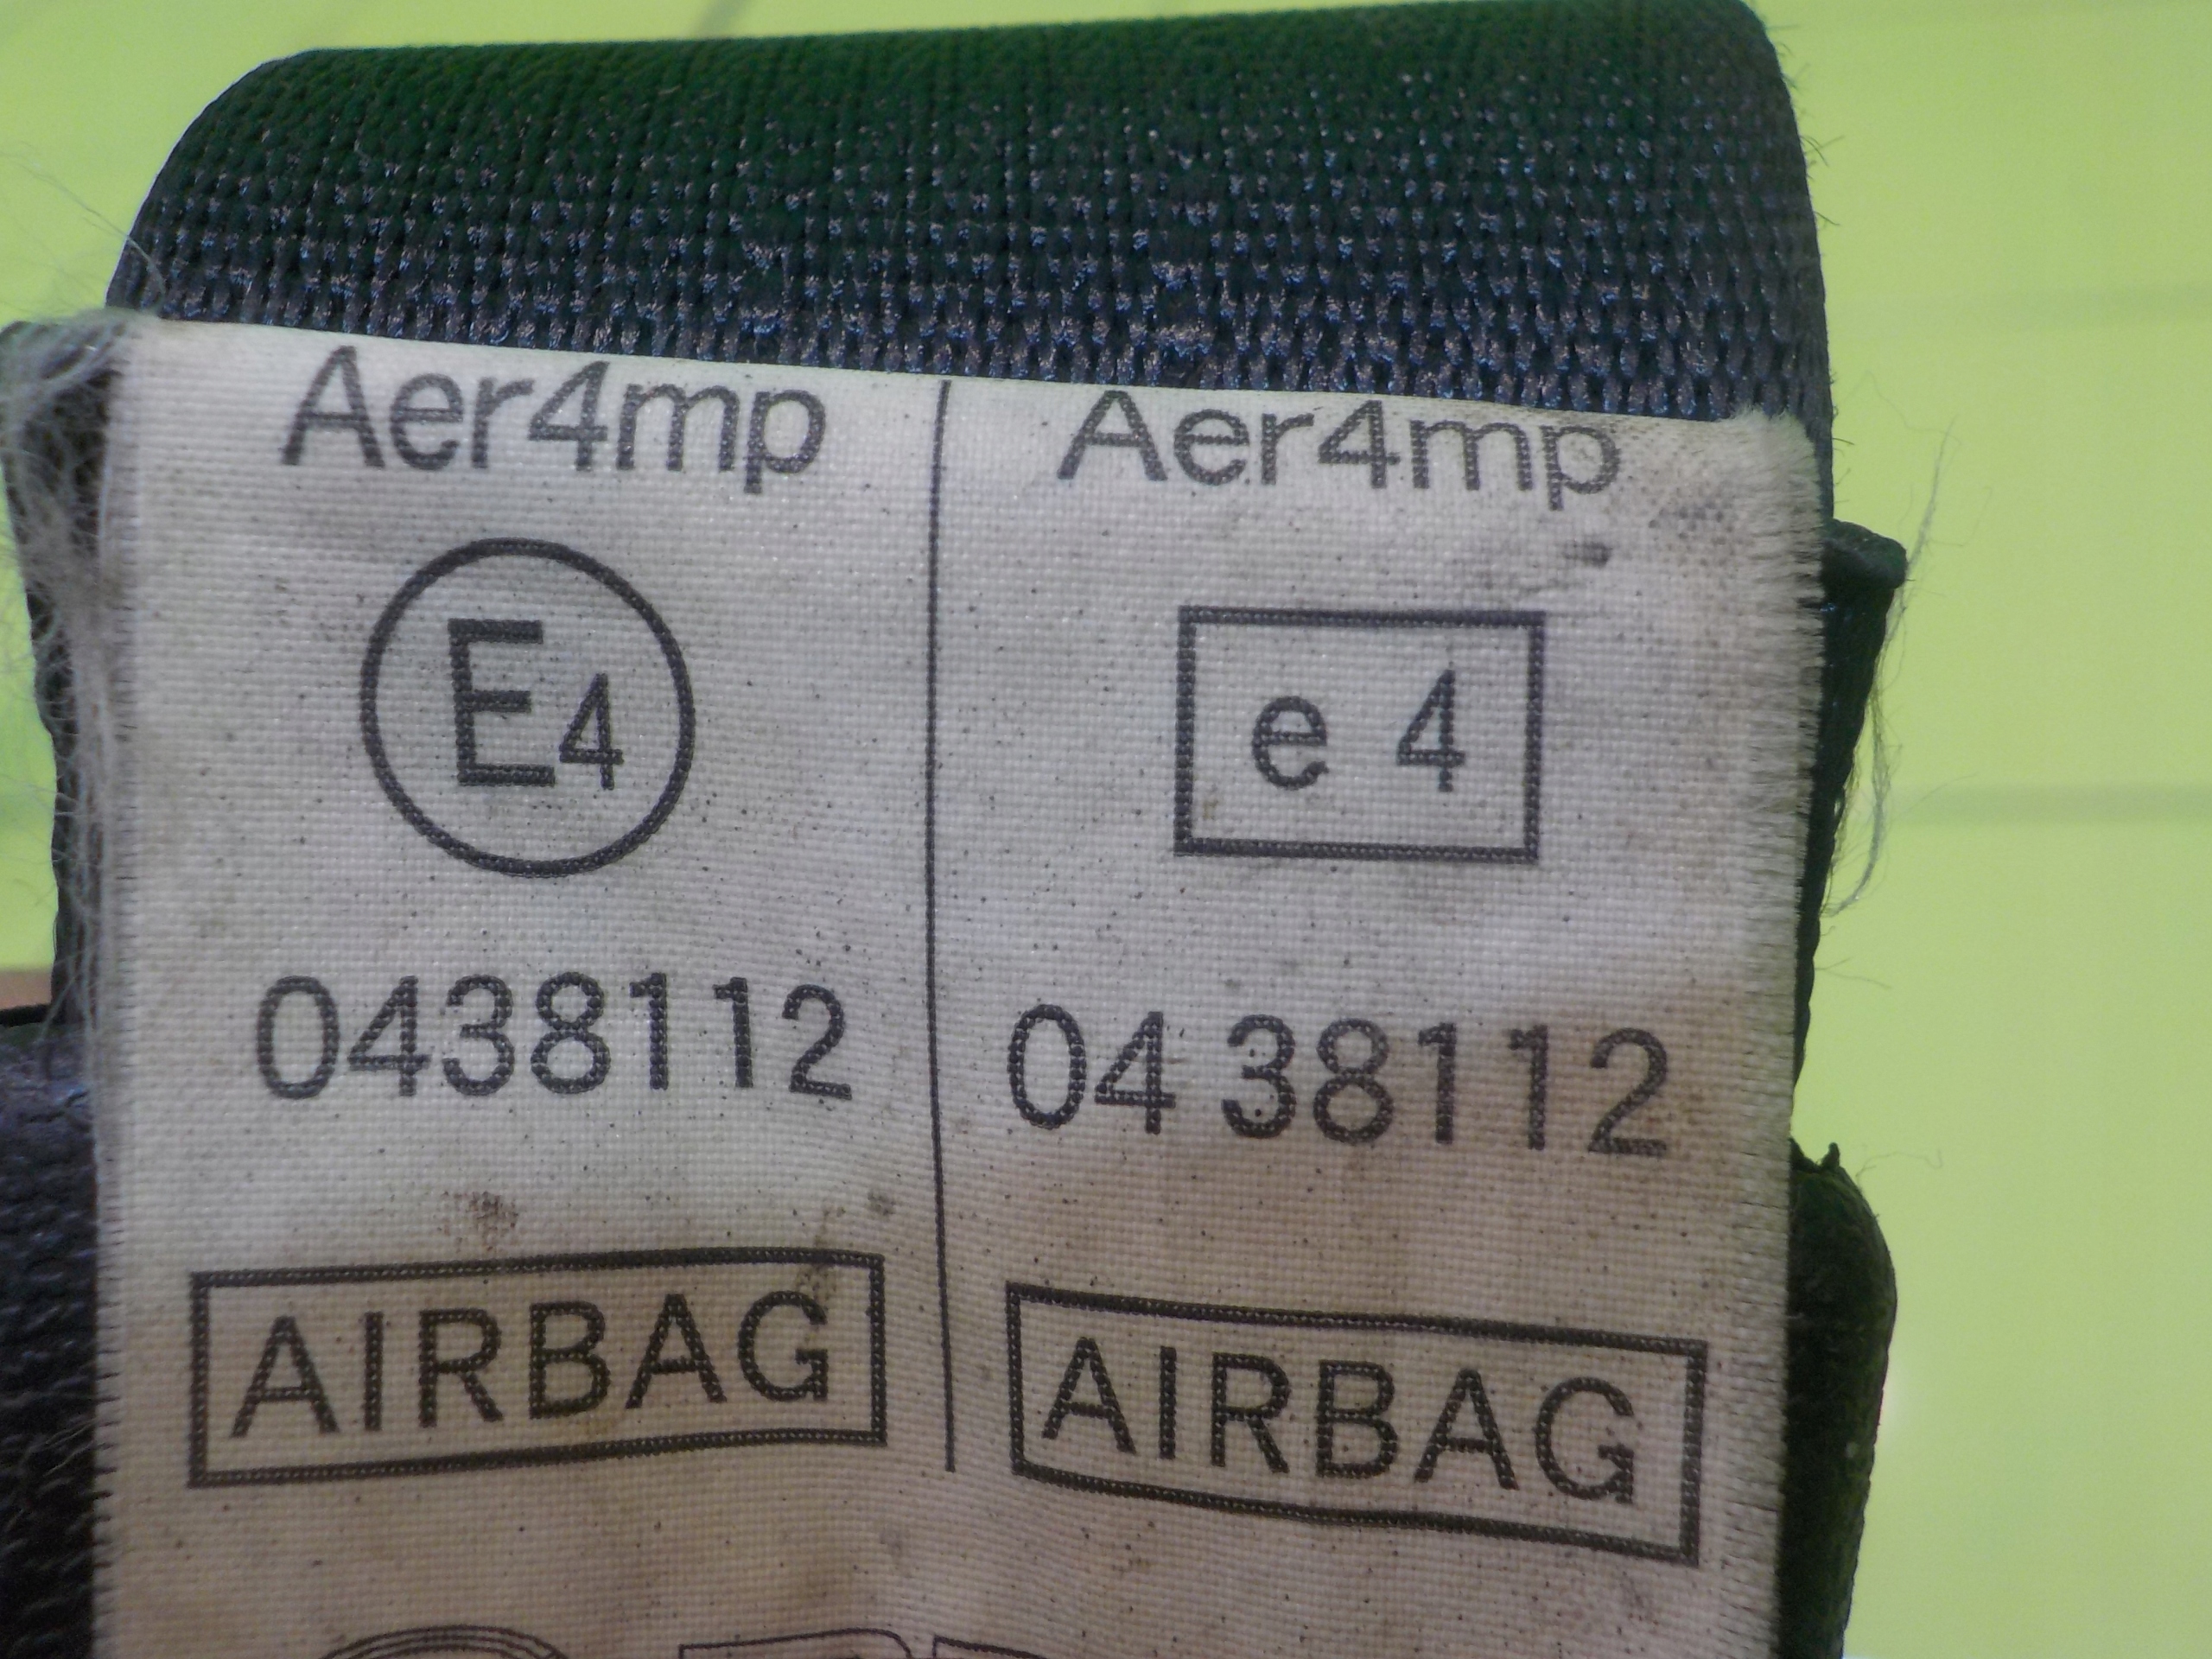 Aer4mp Aer4mp
E4 e 4
0438112 04 38112
AIRBAG AIRBAG